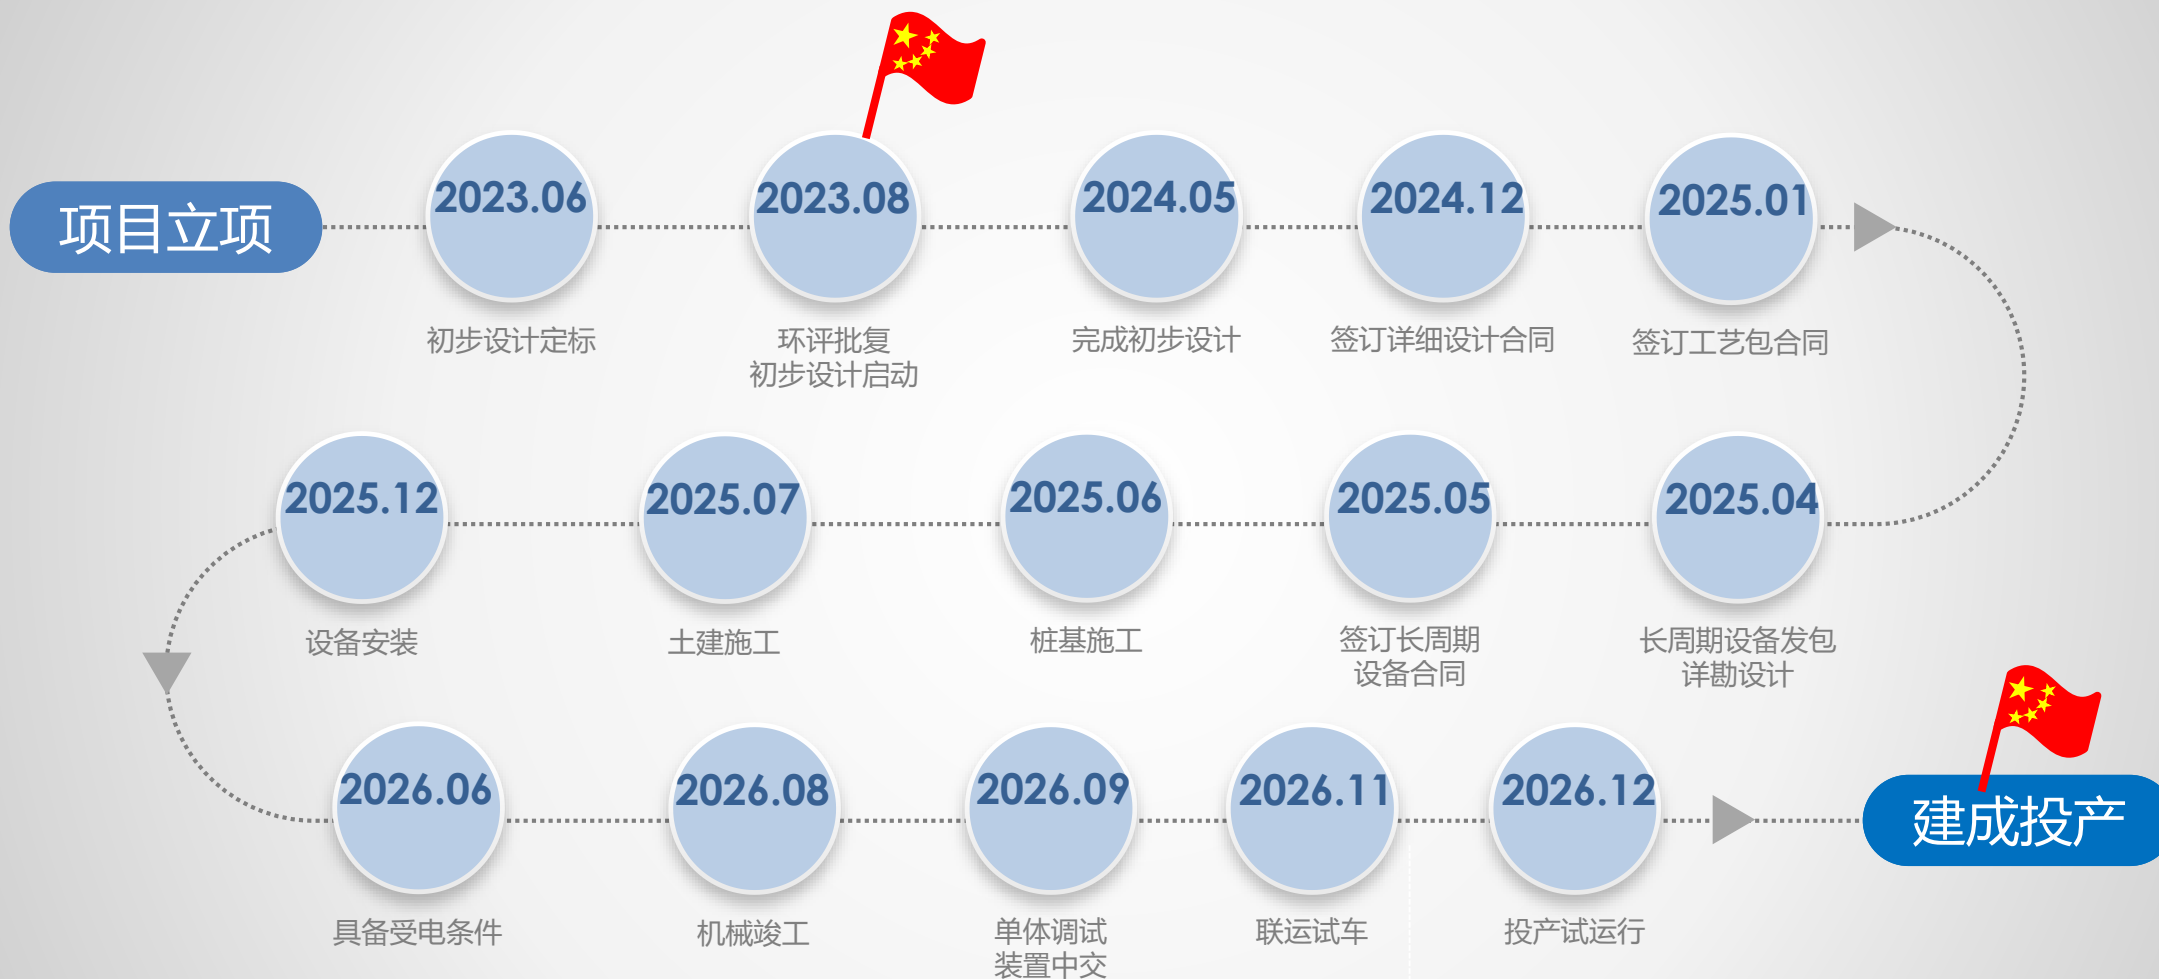 项目立项
2023.06
初步设计定标
2023.08
环评批复
初步设计启动
2024.05
完成初步设计
2024.12
签订详细设计合同
2025.01
签订工艺包合同
2025.04
长周期设备发包
详勘设计
2025.05
签订长周期
设备合同
2025.06
桩基施工
2025.07
土建施工
2025.12
设备安装
2026.06
具备受电条件
2026.08
机械竣工
2026.09
单体调试
装置中交
2026.11
联运试车
2026.12
投产试运行
建成投产